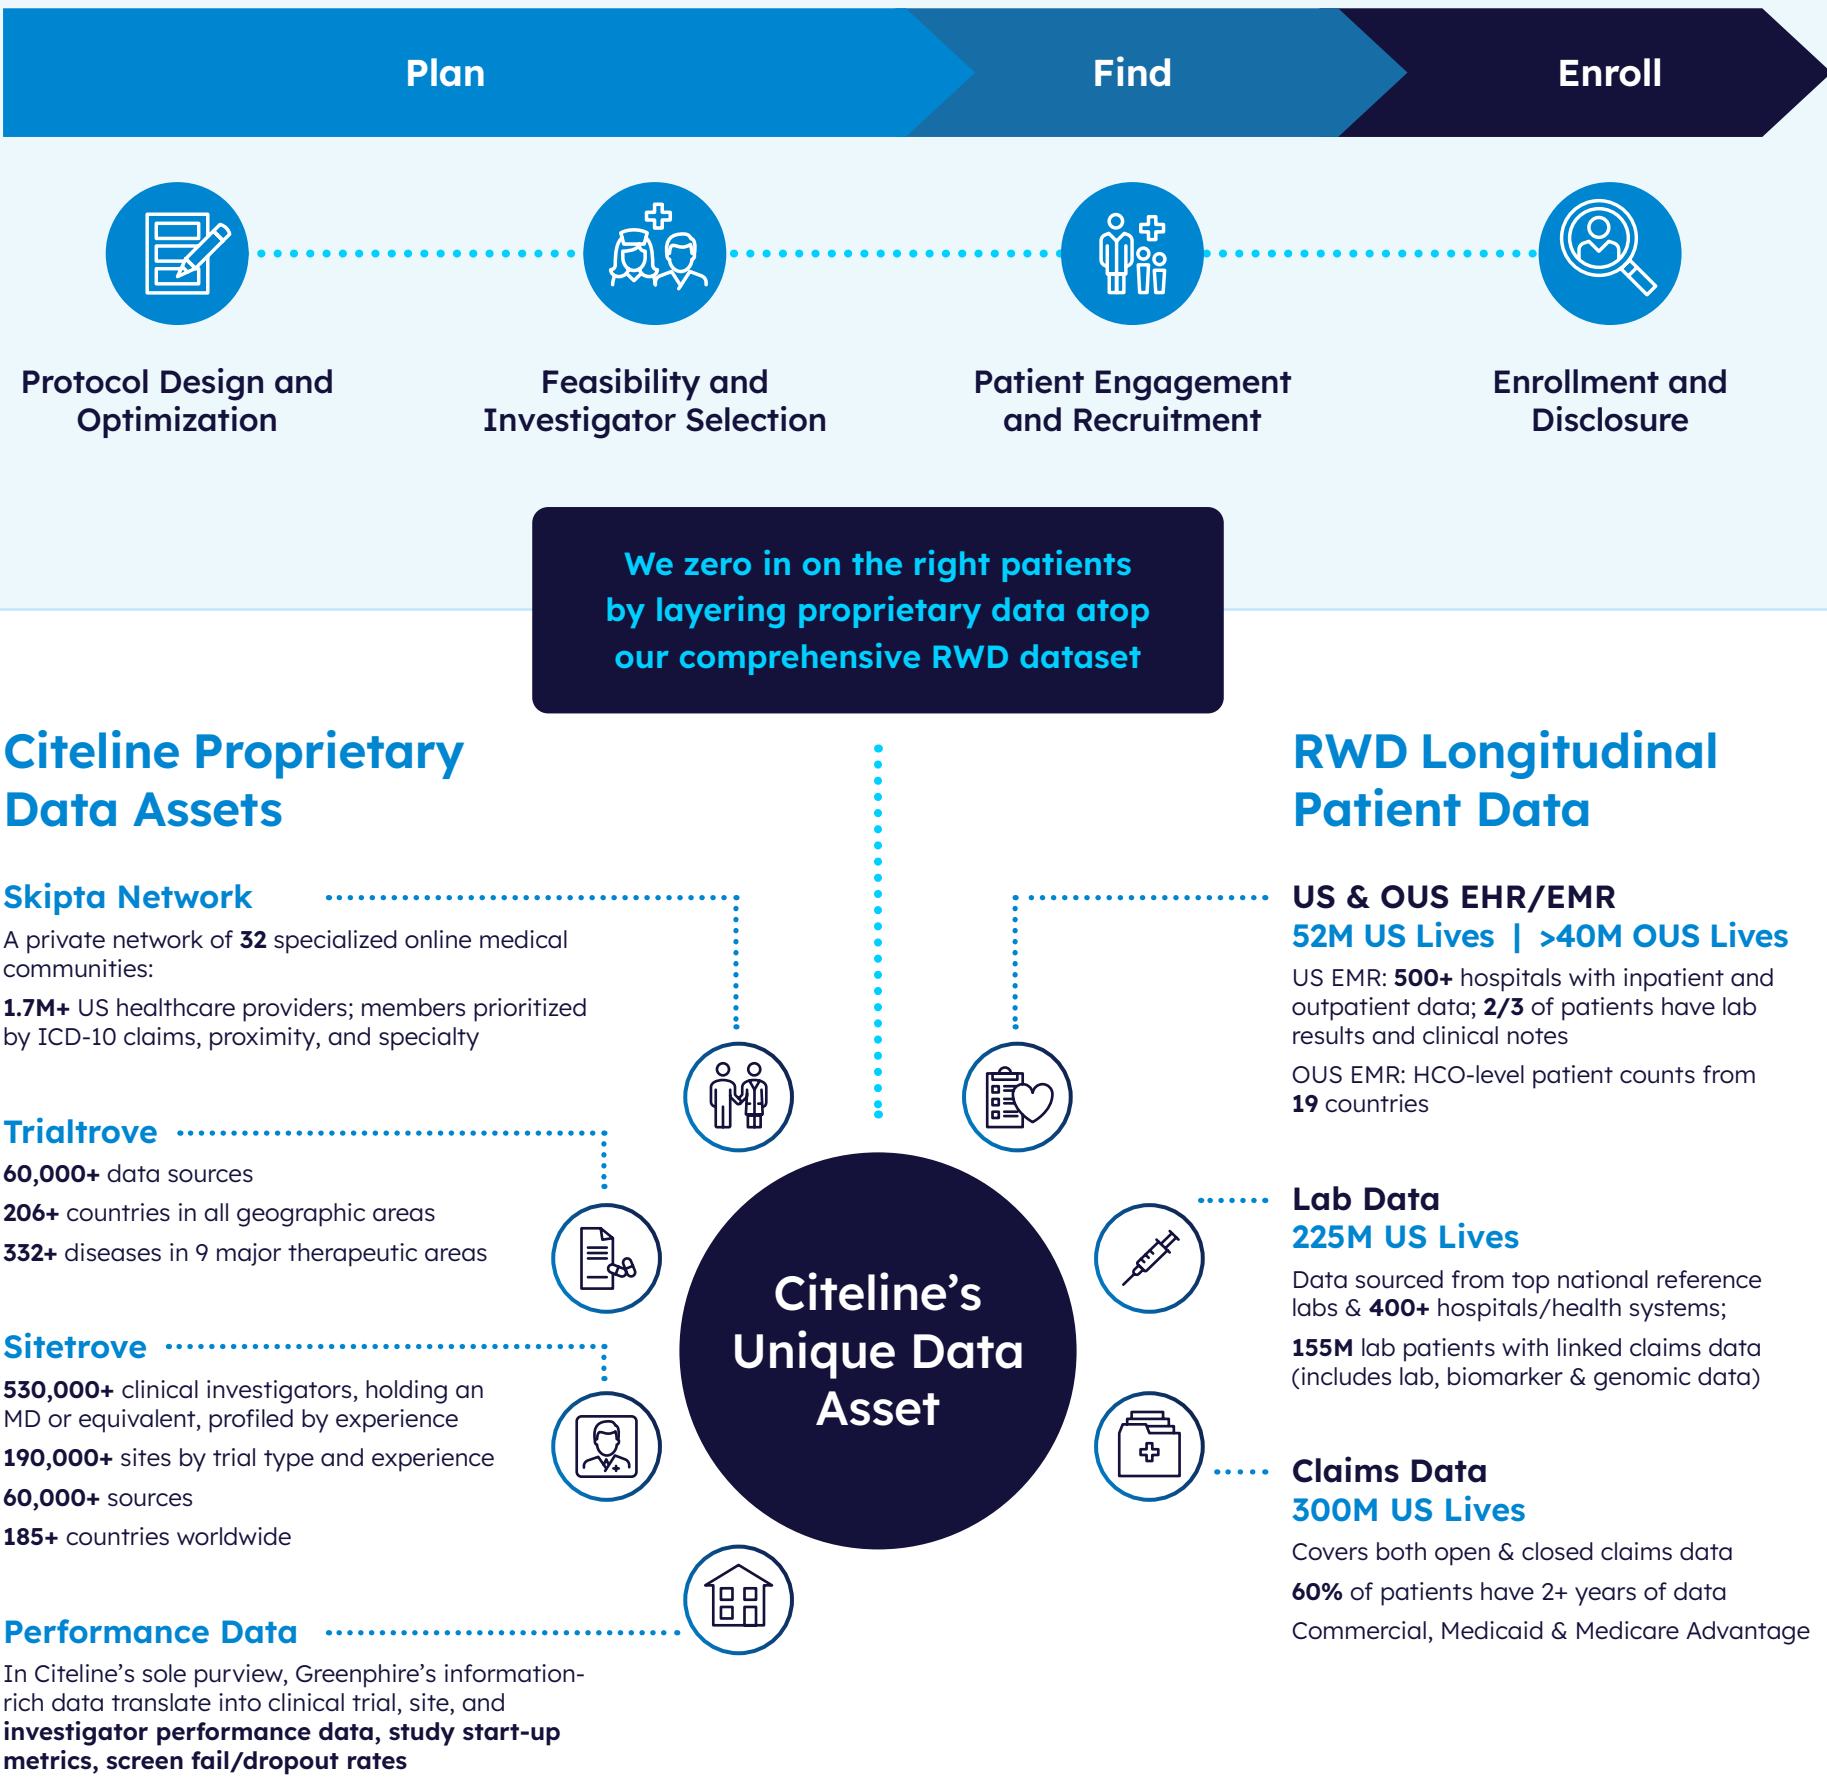 Plan
Find
Enroll
Protocol Design and
Optimization
Feasibility and
Investigator Selection
Patient Engagement
and Recruitment
Enrollment and
Disclosure
We zero in on the right patients
by layering proprietary data atop
our comprehensive RWD dataset
Citeline Proprietary
Data Assets
Skipta Network
A private network of 32 specialized online medical
communities:
1.7M+ US healthcare providers; members prioritized
by ICD-10 claims, proximity, and specialty
Trialtrove
60,000+ data sources
206+ countries in all geographic areas
332+ diseases in 9 major therapeutic areas
Sitetrove
530,000+ clinical investigators, holding an
MD or equivalent, profiled by experience
190,000+ sites by trial type and experience
60,000+ sources
185+ countries worldwide
Performance Data
In Citeline’s sole purview, Greenphire’s information-
rich data translate into clinical trial, site, and
investigator performance data, study start-up
metrics, screen fail/dropout rates
Citeline’s
Unique Data
Asset
RWD Longitudinal
Patient Data
US & OUS EHR/EMR
52M US Lives | >40M OUS Lives
US EMR: 500+ hospitals with inpatient and
outpatient data; 2/3 of patients have lab
results and clinical notes
OUS EMR: HCO-level patient counts from
19 countries
Lab Data
225M US Lives
Data sourced from top national reference
labs & 400+ hospitals/health systems;
155M lab patients with linked claims data
(includes lab, biomarker & genomic data)
Claims Data
300M US Lives
Covers both open & closed claims data
60% of patients have 2+ years of data
Commercial, Medicaid & Medicare Advantage